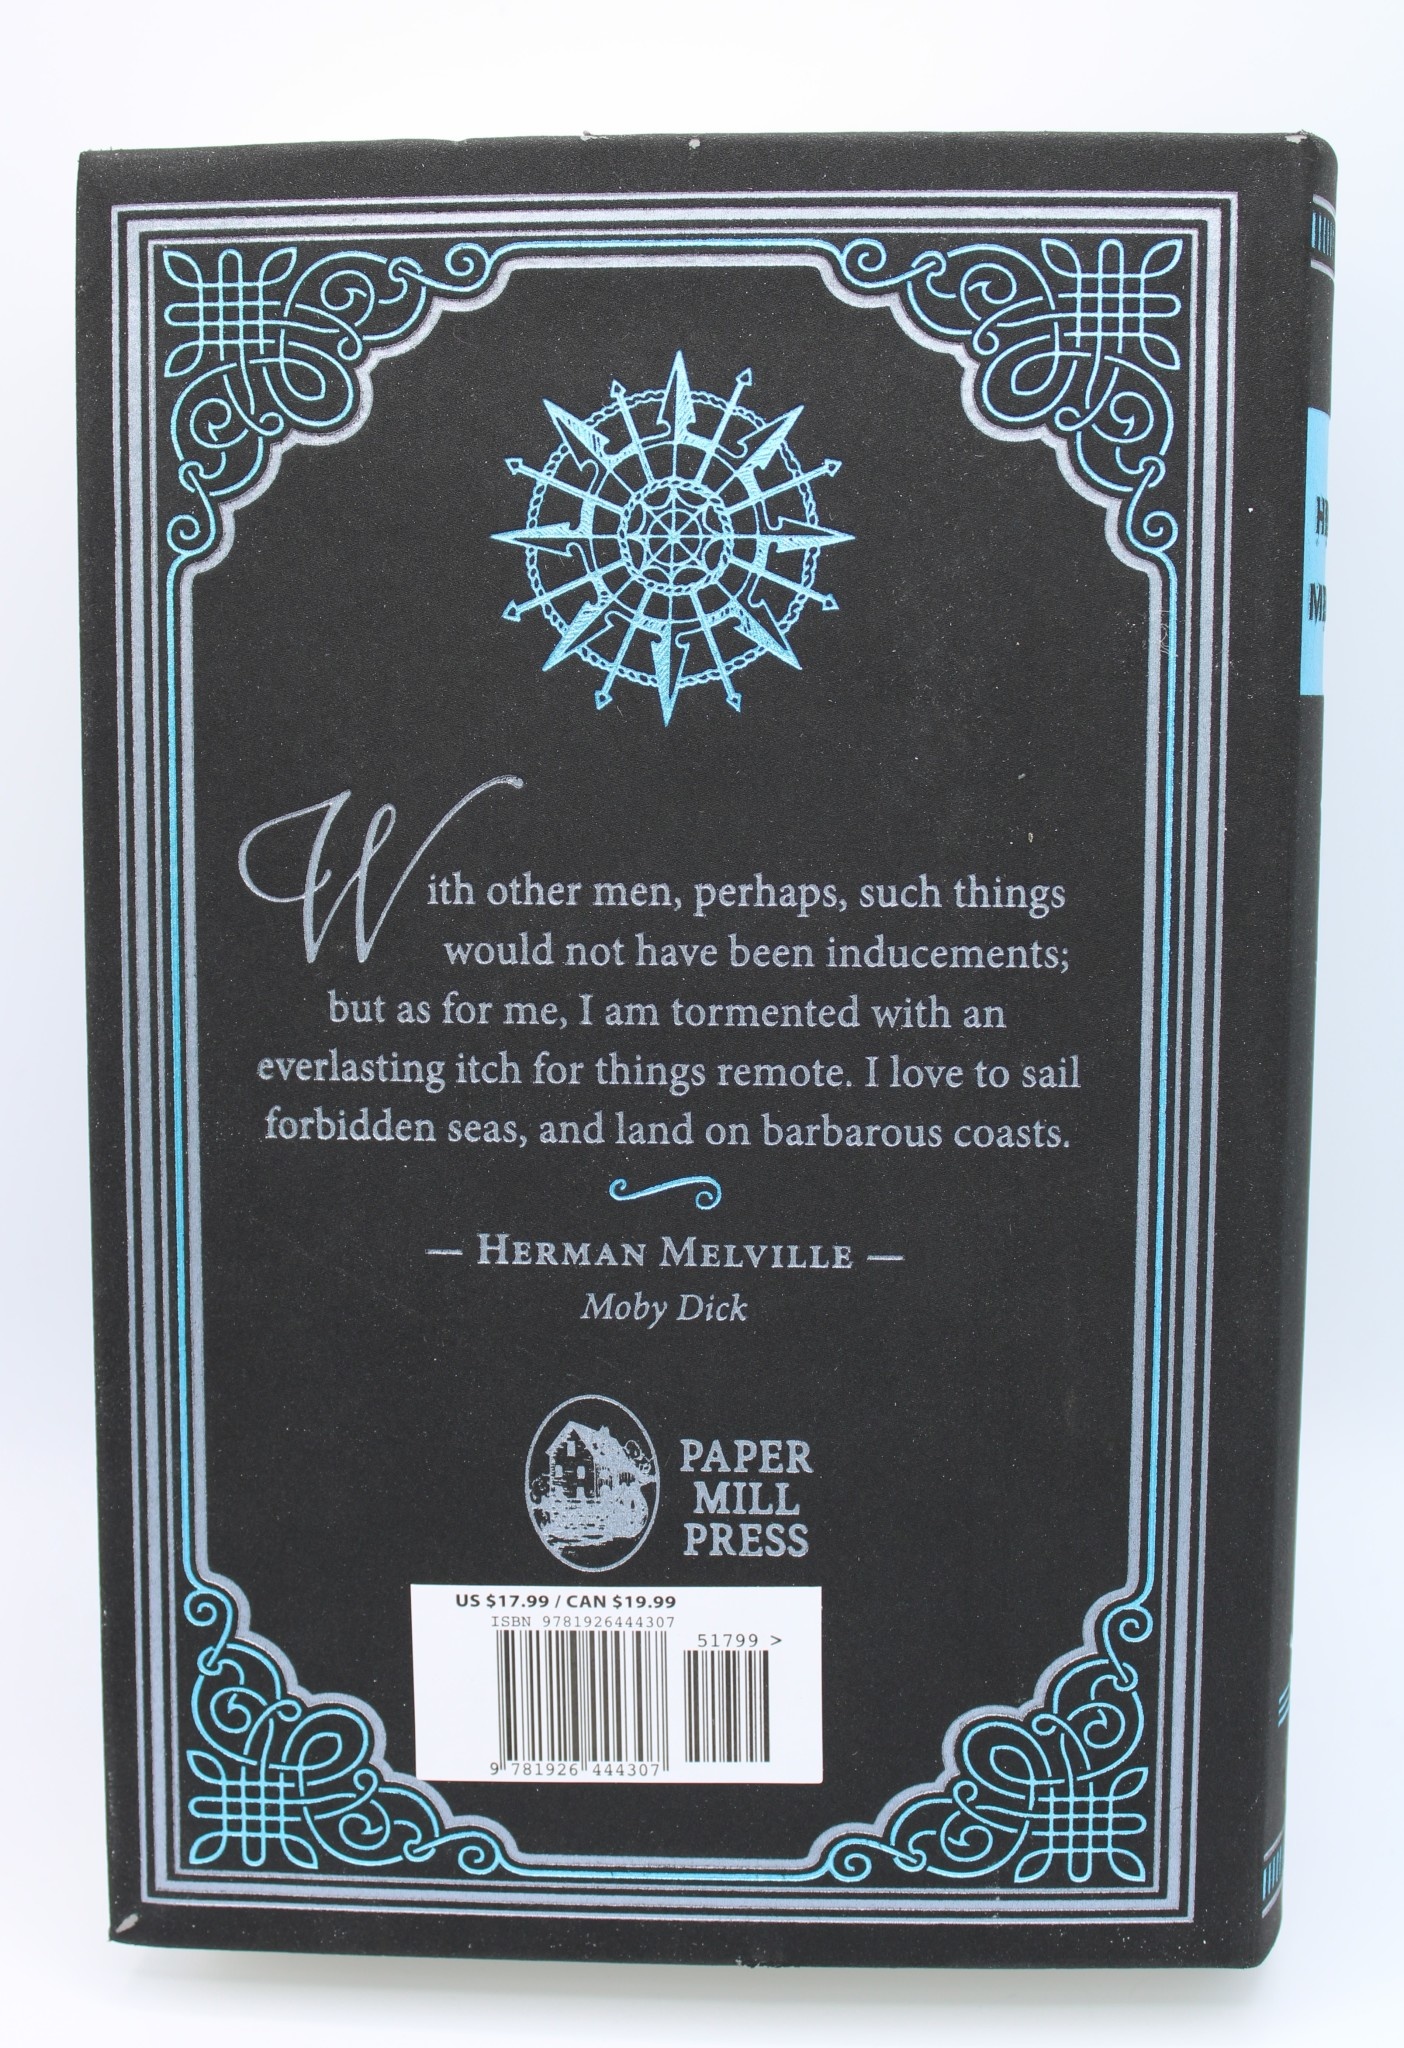 With other men, perhaps, such things
would not have been inducements;
but as for me, I am tormented with an
everlasting itch for things remote. I love to sail
forbidden seas, and land on barbarous coasts.
— HERMAN MELVILLE —
Moby Dick
PAPER
MILL
PRESS
US $17.99 / CAN $19.99
ISBN 9781926444307
51799 >
9 781926 444307